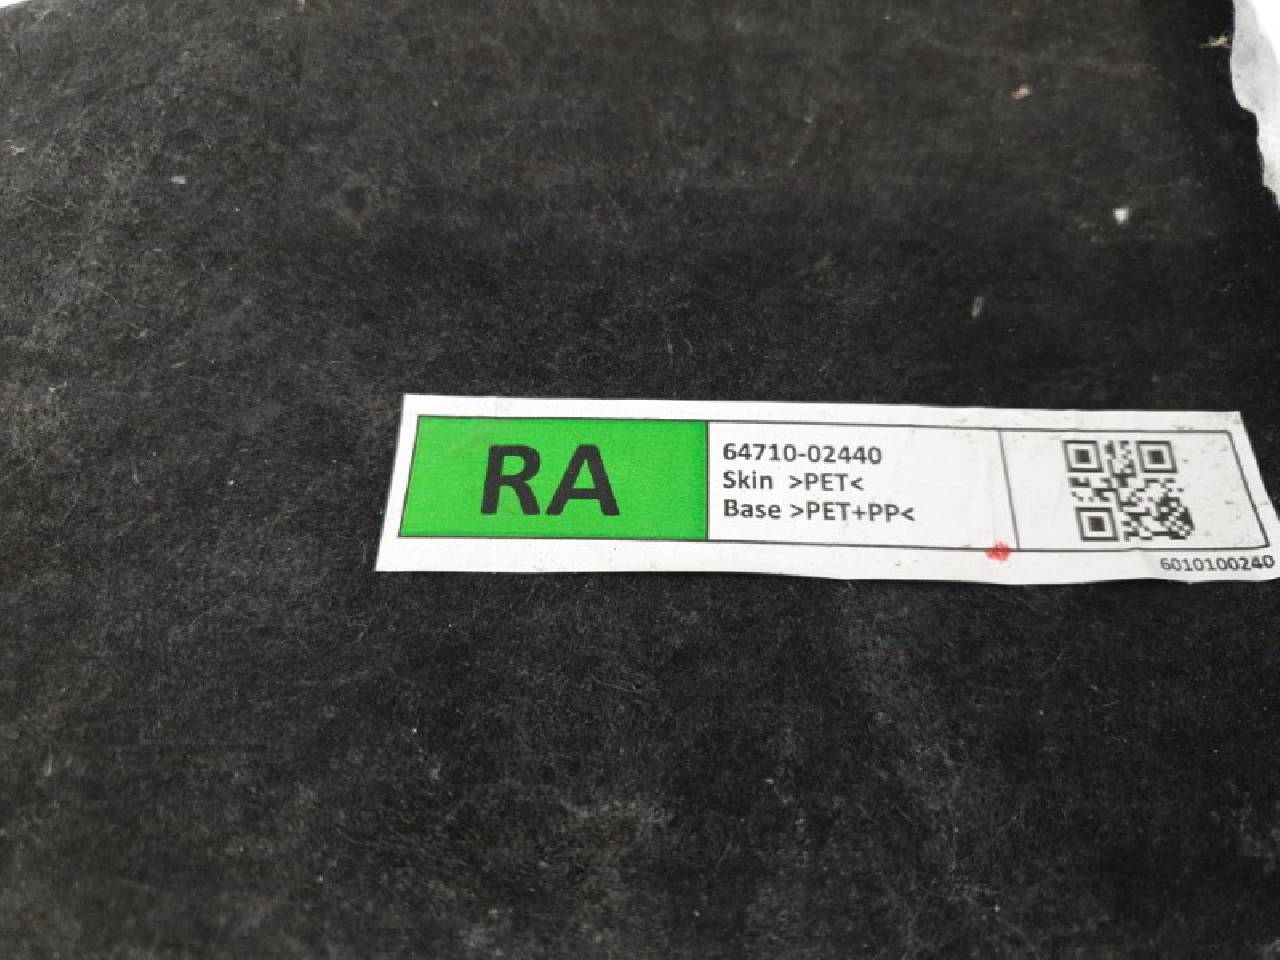 RA
64710-02440
Skin >PET<
Base >PET+PP<
6010100240